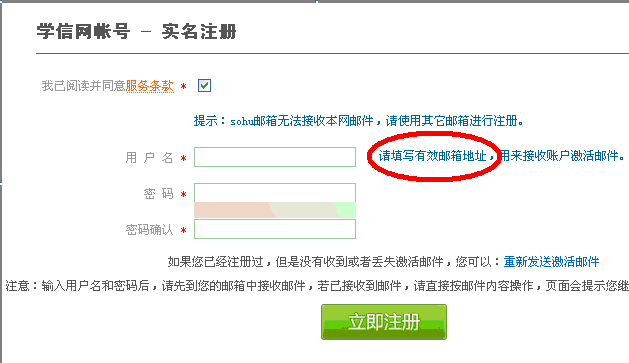 学信网帐号 - 实名注册
我已阅读并同意服务条款 *
提示：sohu邮箱无法接收本网邮件，请使用其它邮箱进行注册。
用 户 名 * 请填写有效邮箱地址，用来接收账户激活邮件。
密 码 *
密码确认 *
如果您已经注册过，但是没有收到或者丢失激活邮件，您可以：重新发送激活邮件
注意：输入用户名和密码后，请先到您的邮箱中接收邮件，若已接收到邮件，请直接按邮件内容操作，页面会提示您继
立即注册